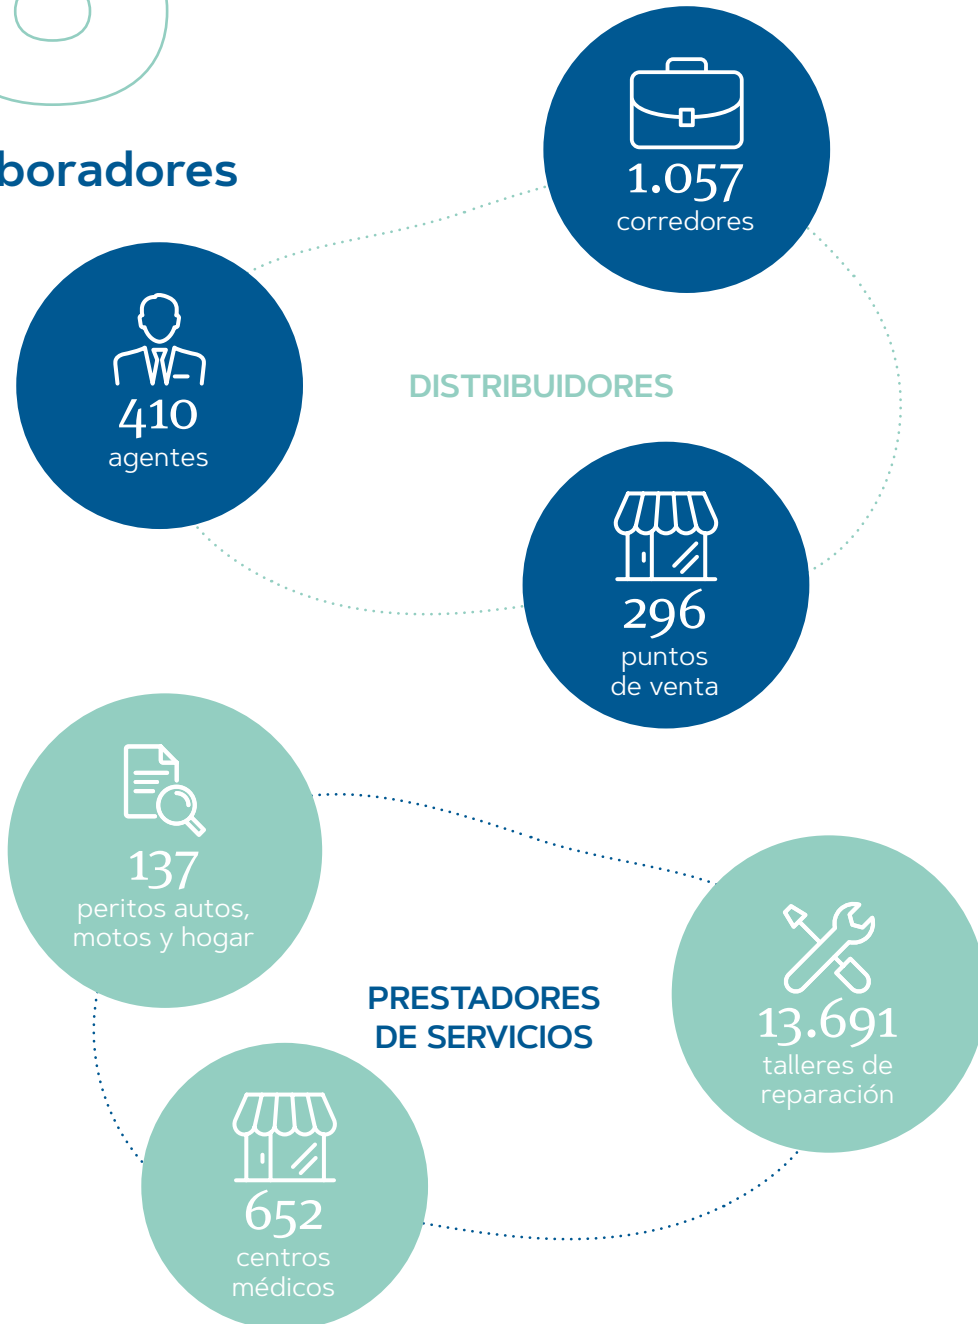 boradores
1.057
corredores
410
agentes
DISTRIBUIDORES
296
puntos
de venta
137
peritos autos,
motos y hogar
PRESTADORES
DE SERVICIOS
13.691
talleres de
reparación
652
centros
médicos